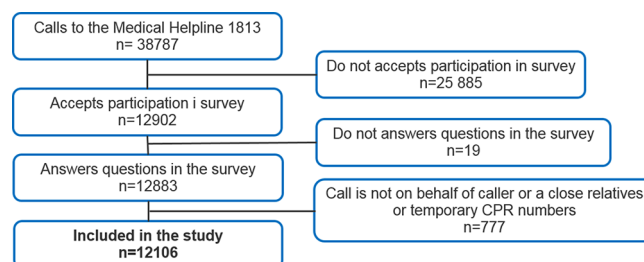 Calls to the Medical Helpline 1813
n= 38787
Do not accepts participation in survey
n=25 885
Accepts participation i survey
n=12902
Do not answers questions in the survey
n=19
Answers questions in the survey
n=12883
Call is not on behalf of caller or a close relatives
or temporary CPR numbers
n=777
Included in the study
n=12106